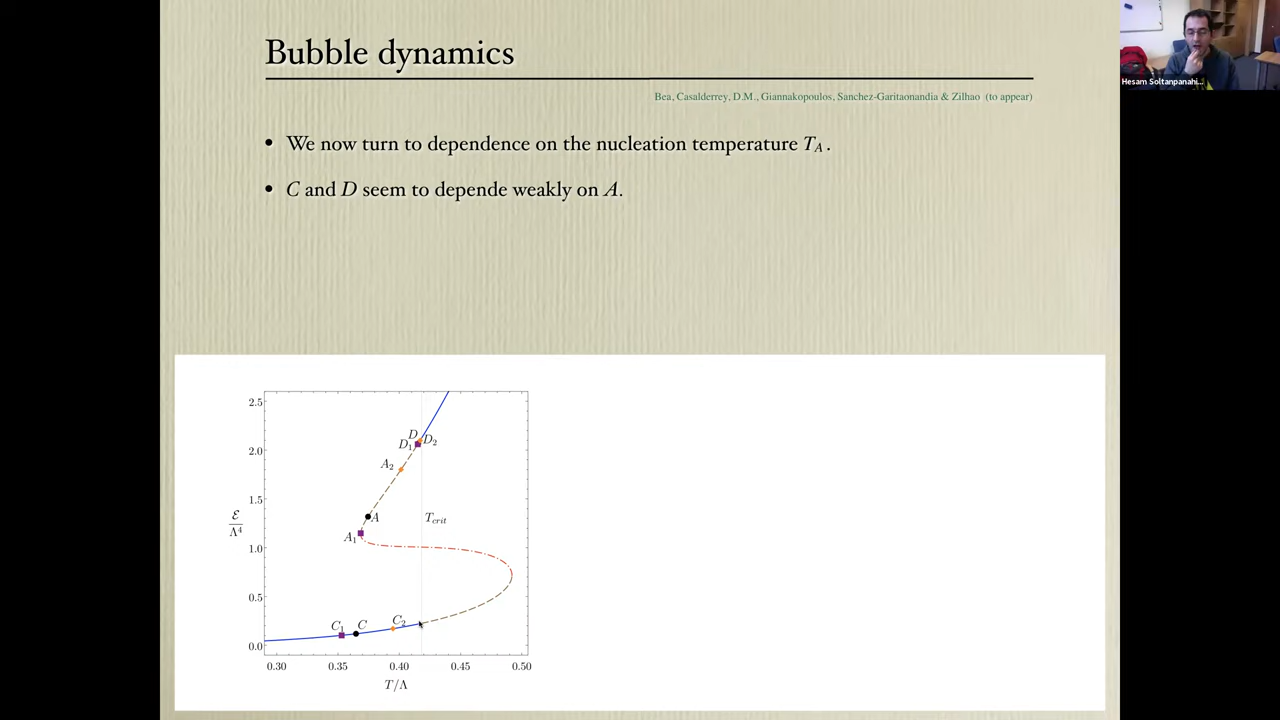 Bubble dynamics
Bea, Casalderrey, D.M., Giannakopoulos, Sanchez-Garitaonandia & Zilhao (to appear)
• We now turn to dependence on the nucleation temperature T_A.
• C and D seem to depende weakly on A.
Hesam Soltanpanahi...
2.5
D
D_1 D_2
2.0
A_2
1.5
ℰ/Λ^4
A
T_crit
A_1
1.0
0.5
C_1 C C_2
0.0
0.30 0.35 0.40 0.45 0.50
T/Λ